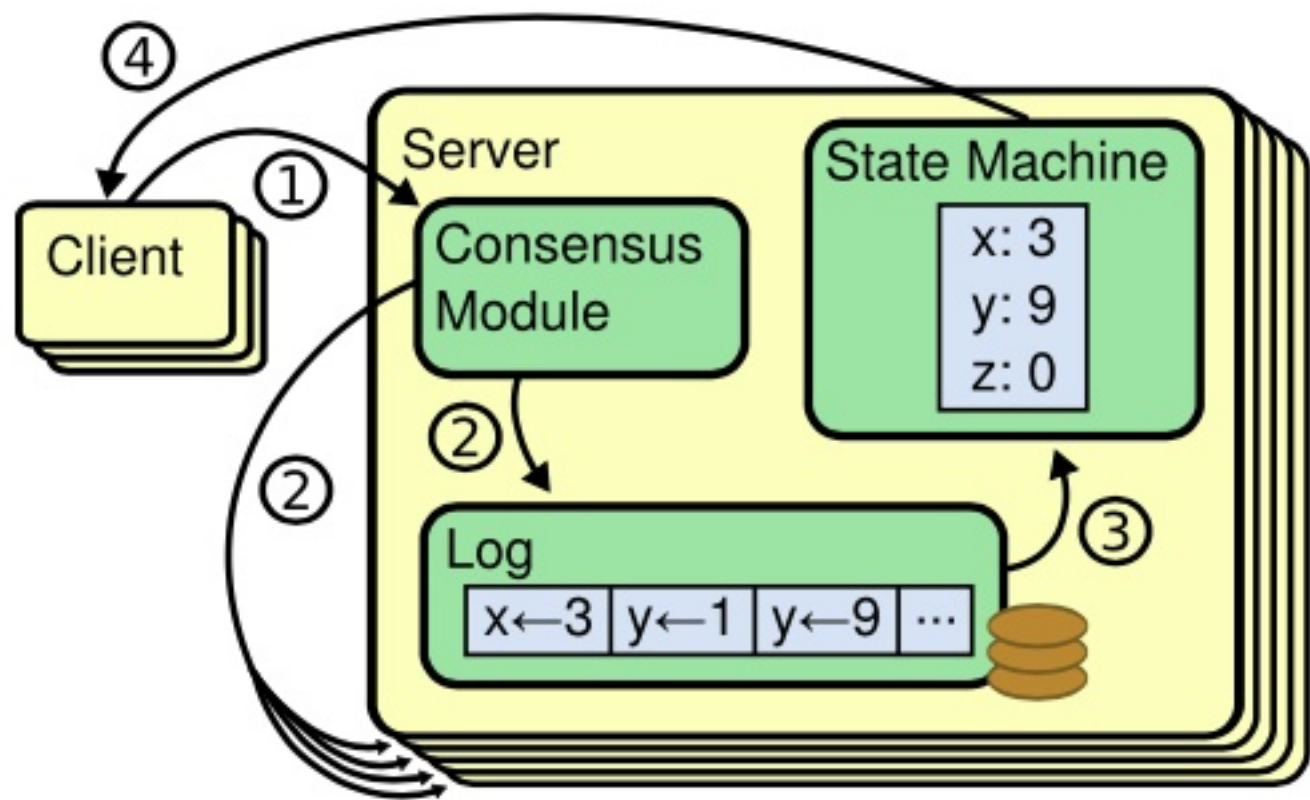 ④
①
Client
Server
Consensus
Module
State Machine
x: 3
y: 9
z: 0
②
②
③
Log
x←3 y←1 y←9 ...